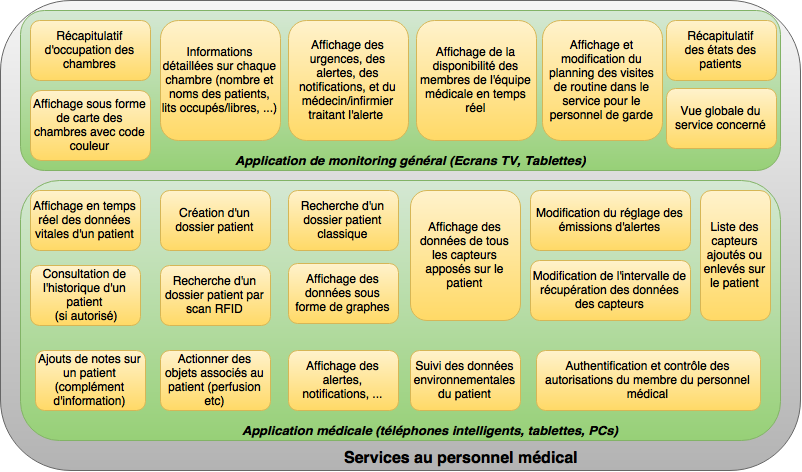 Récapitulatif
d'occupation des
chambres
Affichage sous forme
de carte des
chambres avec code
couleur
Informations
détaillées sur chaque
chambre (nombre et
noms des patients,
lits occupés/libres, ...)
Affichage des
urgences, des
alertes, des
notifications, et du
médecin/infirmier
traitant l'alerte
Affichage de la
disponibilité des
membres de l'équipe
médicale en temps
réel
Affichage et
modification du
planning des visites
de routine dans le
service pour le
personnel de garde
Récapitulatif
des états des
patients
Vue globale du
service concerné
Application de monitoring général (Ecrans TV, Tablettes)
Affichage en temps
réel des données
vitales d'un patient
Création d'un
dossier patient
Recherche d'un
dossier patient
classique
Affichage des
données de tous
les capteurs
apposés sur le
patient
Modification du réglage des
émissions d'alertes
Liste des
capteurs
ajoutés ou
enlevés sur
le patient
Consultation de
l'historique d'un
patient
(si autorisé)
Recherche d'un
dossier patient par
scan RFID
Affichage des
données sous
forme de graphes
Modification de l'intervalle de
récupération des données
des capteurs
Ajouts de notes sur
un patient
(complément
d'information)
Actionner des
objets associés au
patient (perfusion
etc)
Affichage des
alertes,
notifications, ...
Suivi des données
environnementales
du patient
Authentification et contrôle des
autorisations du membre du personnel
médical
Application médicale (téléphones intelligents, tablettes, PCs)
Services au personnel médical